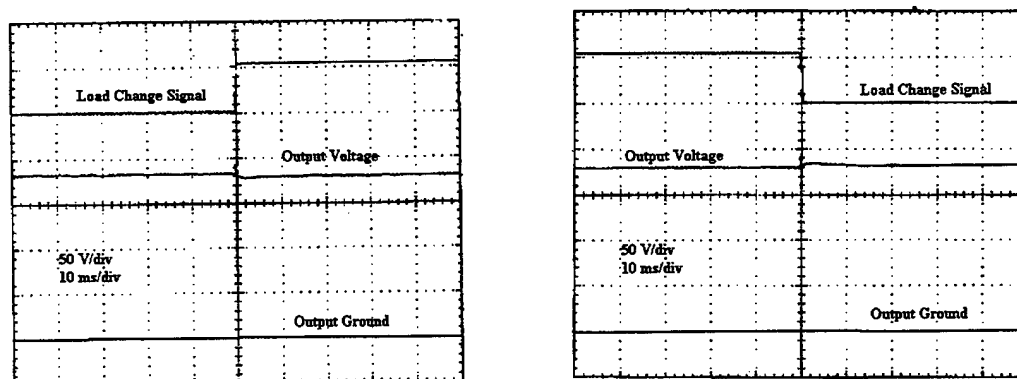 Load Change Signal
Output Voltage
50 V/div
10 ms/div
Output Ground
Load Change Signal
Output Voltage
50 V/div
10 ms/div
Output Ground